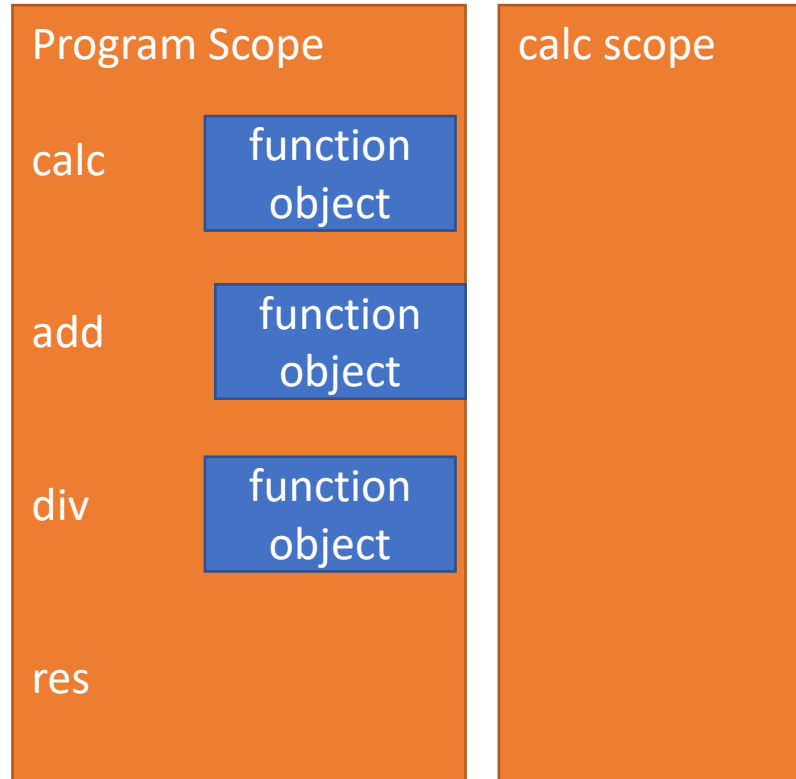 Program Scope
calc
function
object
add
function
object
div
function
object
res
calc scope